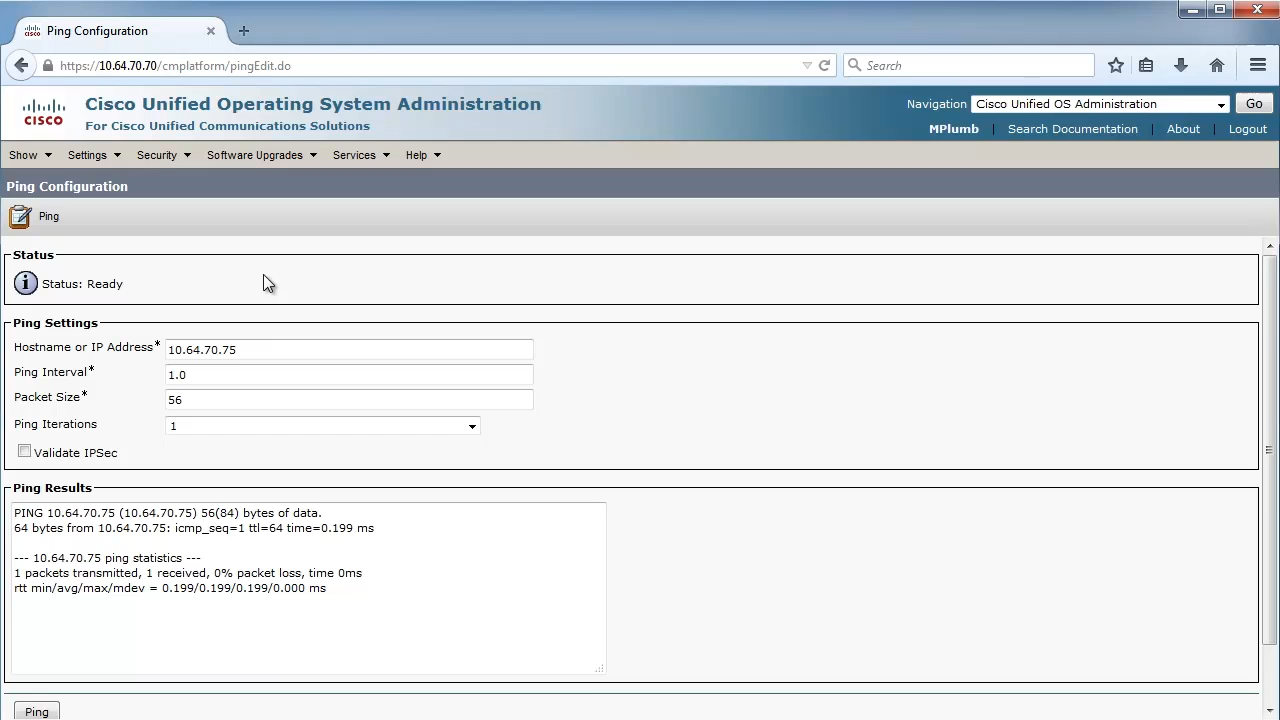 Ping Configuration
https://10.64.70.70/cmplatform/pingEdit.do
Search
CISCO
Cisco Unified Operating System Administration
For Cisco Unified Communications Solutions
Navigation Cisco Unified OS Administration Go
MPlumb | Search Documentation | About | Logout
Show Settings Security Software Upgrades Services Help
Ping Configuration
Ping
Status
Status: Ready
Ping Settings
Hostname or IP Address* 10.64.70.75
Ping Interval* 1.0
Packet Size* 56
Ping Iterations 1
Validate IPSec
Ping Results
PING 10.64.70.75 (10.64.70.75) 56(84) bytes of data.
64 bytes from 10.64.70.75: icmp_seq=1 ttl=64 time=0.199 ms
--- 10.64.70.75 ping statistics ---
1 packets transmitted, 1 received, 0% packet loss, time 0ms
rtt min/avg/max/mdev = 0.199/0.199/0.199/0.000 ms
Ping